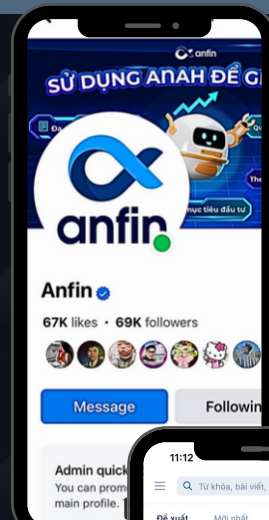 anfin
SỬ DỤNG ANAH ĐỂ
mục tiêu đầu tư
anfin
Anfin
67K likes • 69K followers
Message
Followin
Admin quick
You can prom
main profile.
11:12
Từ khóa, bài viết,
Đề xuất Mới nhất